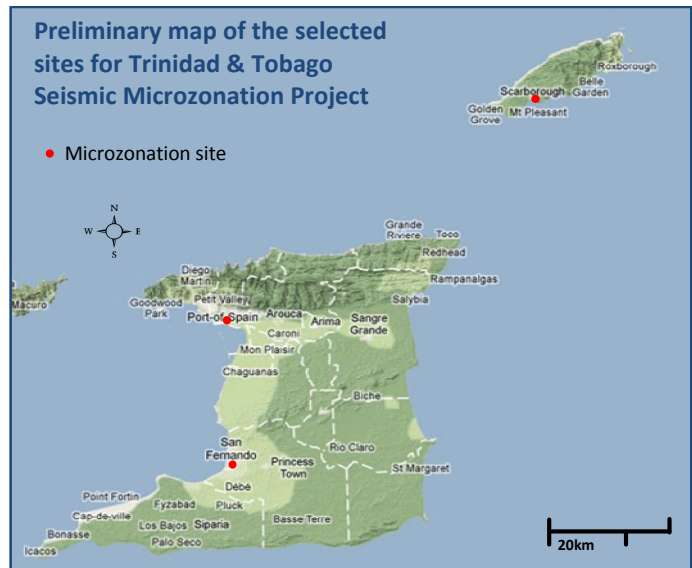 Preliminary map of the selected
sites for Trinidad & Tobago
Seismic Microzonation Project
Microzonation site
N
W
E
S
Roxborough
Belle
Garden
Scarborough
Golden
Grove
Mt Pleasant
Grande
Riviere
Toco
Redhead
Rampanalgas
Salybia
Diego
Martin
Macuro
Goodwood
Park
Petit Valley
Port-of-Spain
Arouca
Arima
Sangre
Grande
Caroni
Mon Plaisir
Chaguanas
Biche
San
Fernando
Rio Claro
Princess
Town
St Margaret
Débé
Point Fortin
Fyzabad
Pluck
Cap-de-ville
Los Bajos
Siparia
Basse Terre
Bonasse
Palo Seco
Icacos
20km